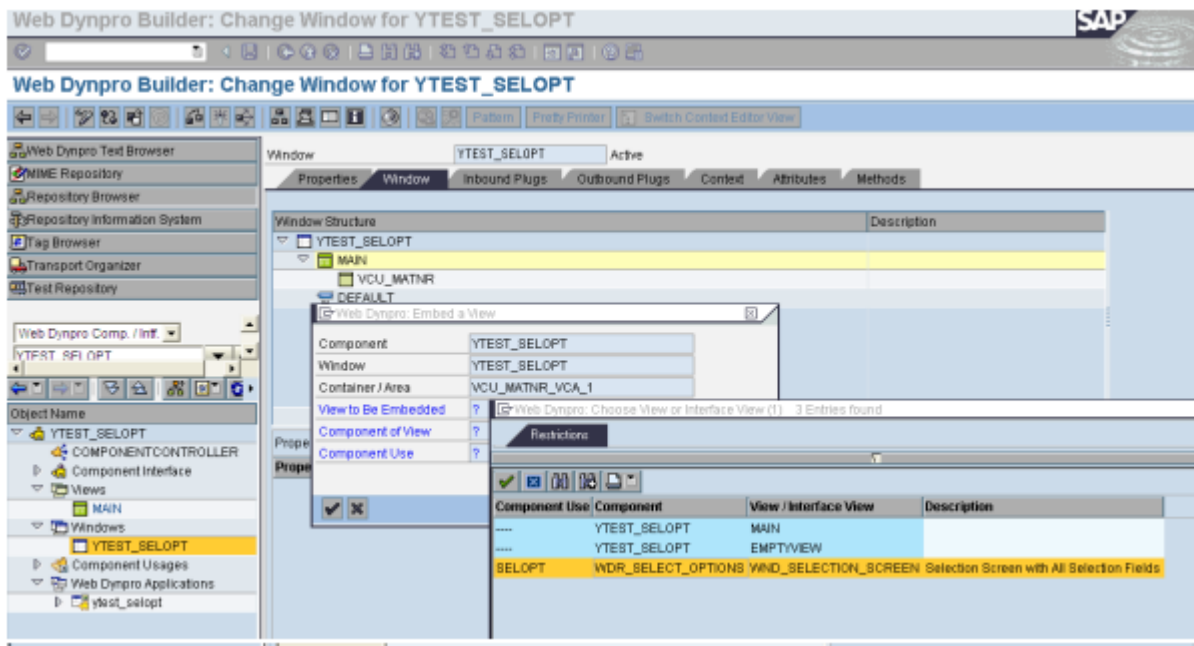 Web Dynpro Builder: Change Window for YTEST_SELOPT
SAP
Web Dynpro Builder: Change Window for YTEST_SELOPT
Pattern Pretty Printer Switch Context Editor View
Web Dynpro Text Browser
MIME Repository
Repository Browser
Repository Information System
Tag Browser
Transport Organizer
Test Repository
Web Dynpro Comp. / Intf.
YTEST_SELOPT
Object Name
YTEST_SELOPT
COMPONENTCONTROLLER
Component Interface
Views
MAIN
Windows
YTEST_SELOPT
Component Usages
Web Dynpro Applications
ytest_selopt
Window YTEST_SELOPT Active
Properties Window Inbound Plugs Outbound Plugs Context Attributes Methods
Window Structure Description
YTEST_SELOPT
MAIN
VCU_MATNR
DEFAULT
Prope
Prope
Web Dynpro: Embed a View
Component YTEST_SELOPT
Window YTEST_SELOPT
Container / Area VCU_MATNR_VCA_1
View to Be Embedded ?
Component of View ?
Component Use ?
Web Dynpro: Choose View or Interface View (1) 3 Entries found
Restrictions
Component Use Component View / Interface View Description
---- YTEST_SELOPT MAIN
---- YTEST_SELOPT EMPTYVIEW
SELOPT WDR_SELECT_OPTIONS WND_SELECTION_SCREEN Selection Screen with All Selection Fields